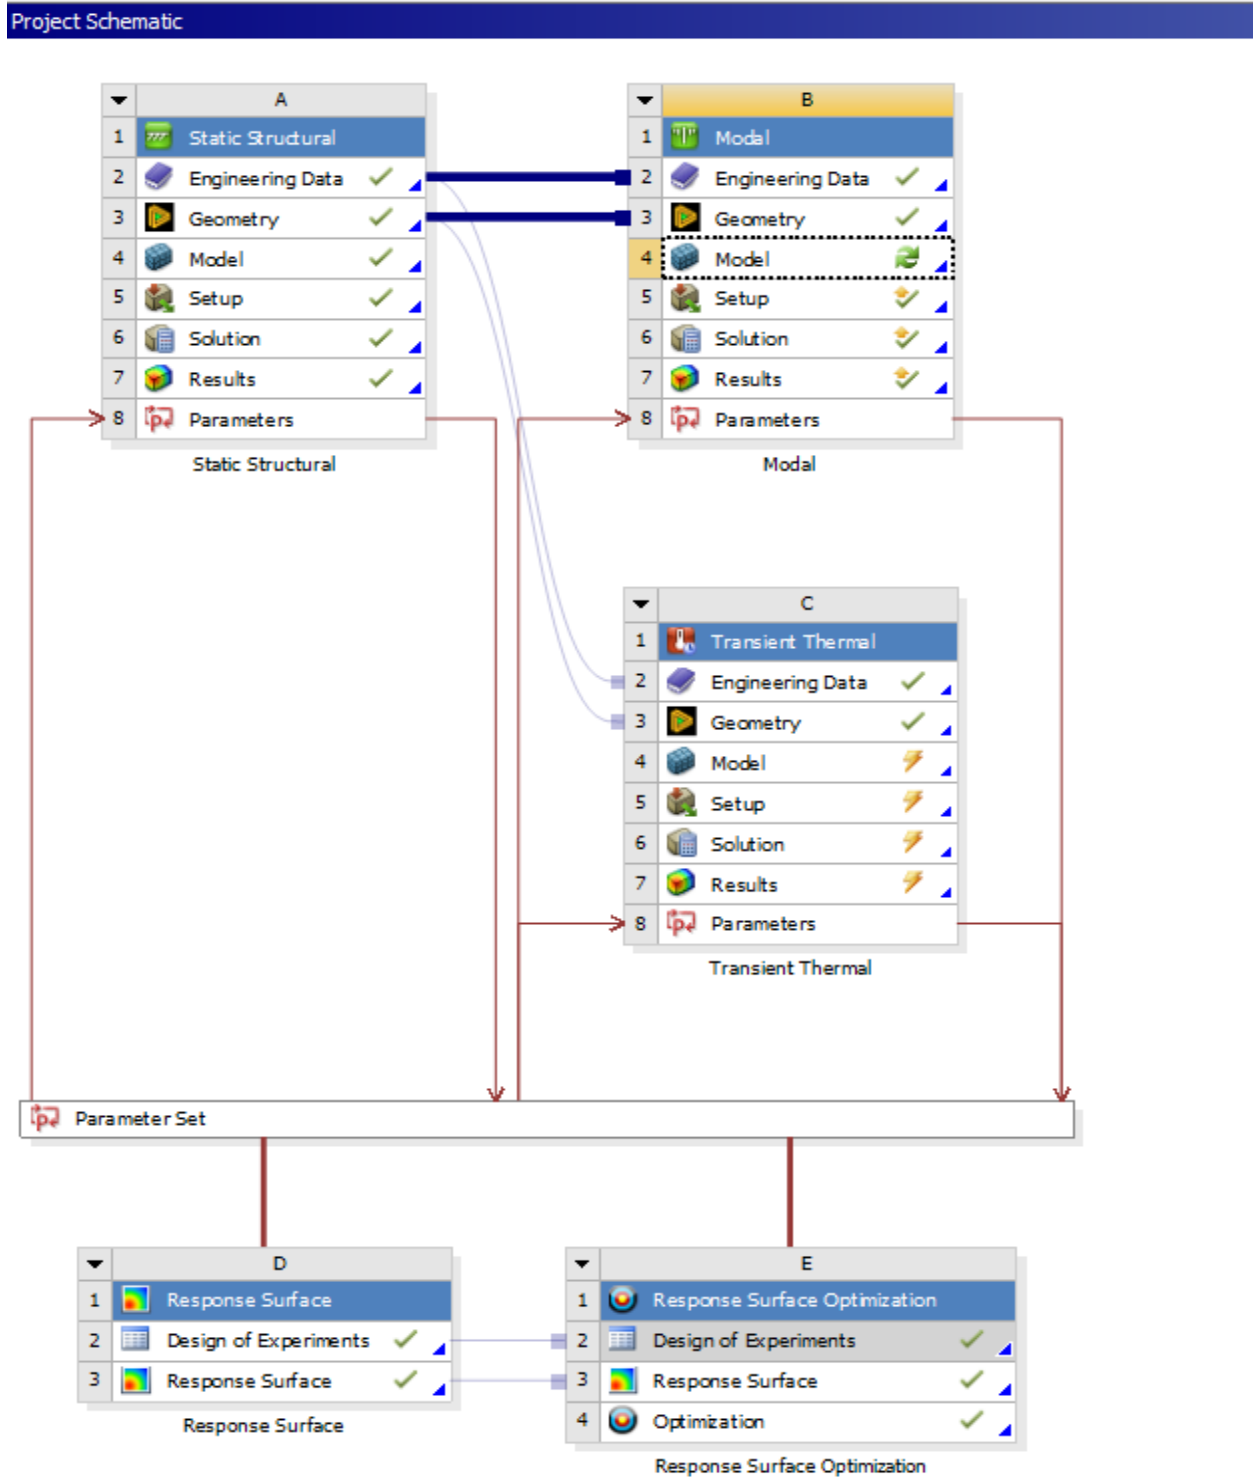 Project Schematic
A
1 Static Structural
2 Engineering Data
3 Geometry
4 Model
5 Setup
6 Solution
7 Results
8 Parameters
Static Structural
B
1 Modal
2 Engineering Data
3 Geometry
4 Model
5 Setup
6 Solution
7 Results
8 Parameters
Modal
C
1 Transient Thermal
2 Engineering Data
3 Geometry
4 Model
5 Setup
6 Solution
7 Results
8 Parameters
Transient Thermal
Parameter Set
D
1 Response Surface
2 Design of Experiments
3 Response Surface
Response Surface
E
1 Response Surface Optimization
2 Design of Experiments
3 Response Surface
4 Optimization
Response Surface Optimization